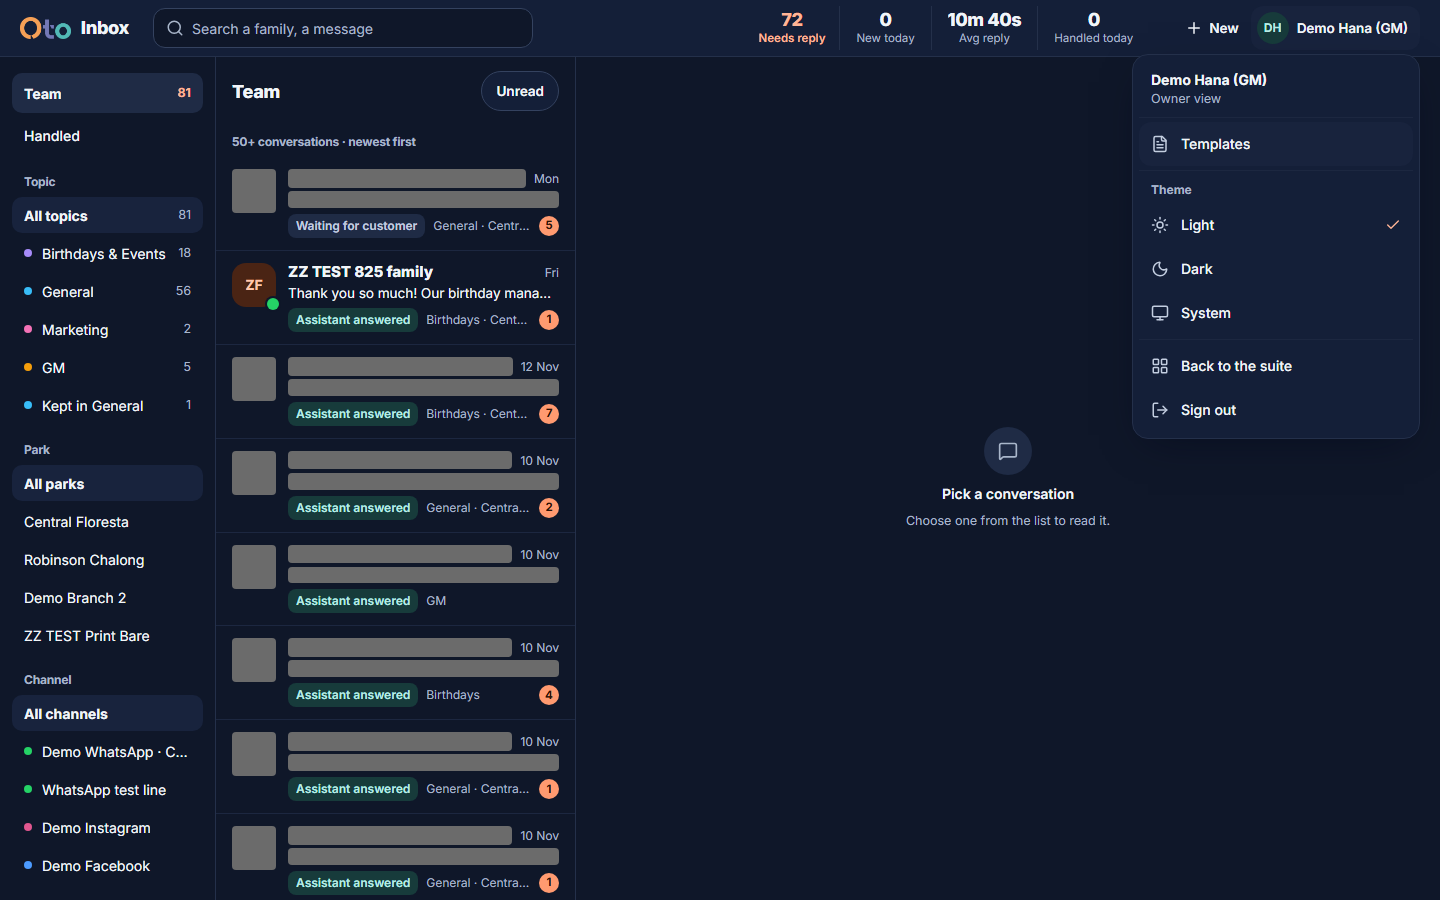 Oto Inbox
Search a family, a message
72
Needs reply
0
New today
10m 40s
Avg reply
0
Handled today
New
DH
Demo Hana (GM)
Team 81
Handled
Topic
All topics 81
Birthdays & Events 18
General 56
Marketing 2
GM 5
Kept in General 1
Park
All parks
Central Floresta
Robinson Chalong
Demo Branch 2
ZZ TEST Print Bare
Channel
All channels
Demo WhatsApp · C...
WhatsApp test line
Demo Instagram
Demo Facebook
Team
Unread
50+ conversations · newest first
Mon
Waiting for customer General · Centr... 5
ZF
ZZ TEST 825 family Fri
Thank you so much! Our birthday mana...
Assistant answered Birthdays · Cent... 1
12 Nov
Assistant answered Birthdays · Cent... 7
10 Nov
Assistant answered General · Centra... 2
10 Nov
Assistant answered GM
10 Nov
Assistant answered Birthdays 4
10 Nov
Assistant answered General · Centra... 1
10 Nov
Assistant answered General · Centra... 1
Pick a conversation
Choose one from the list to read it.
Demo Hana (GM)
Owner view
Templates
Theme
Light
Dark
System
Back to the suite
Sign out